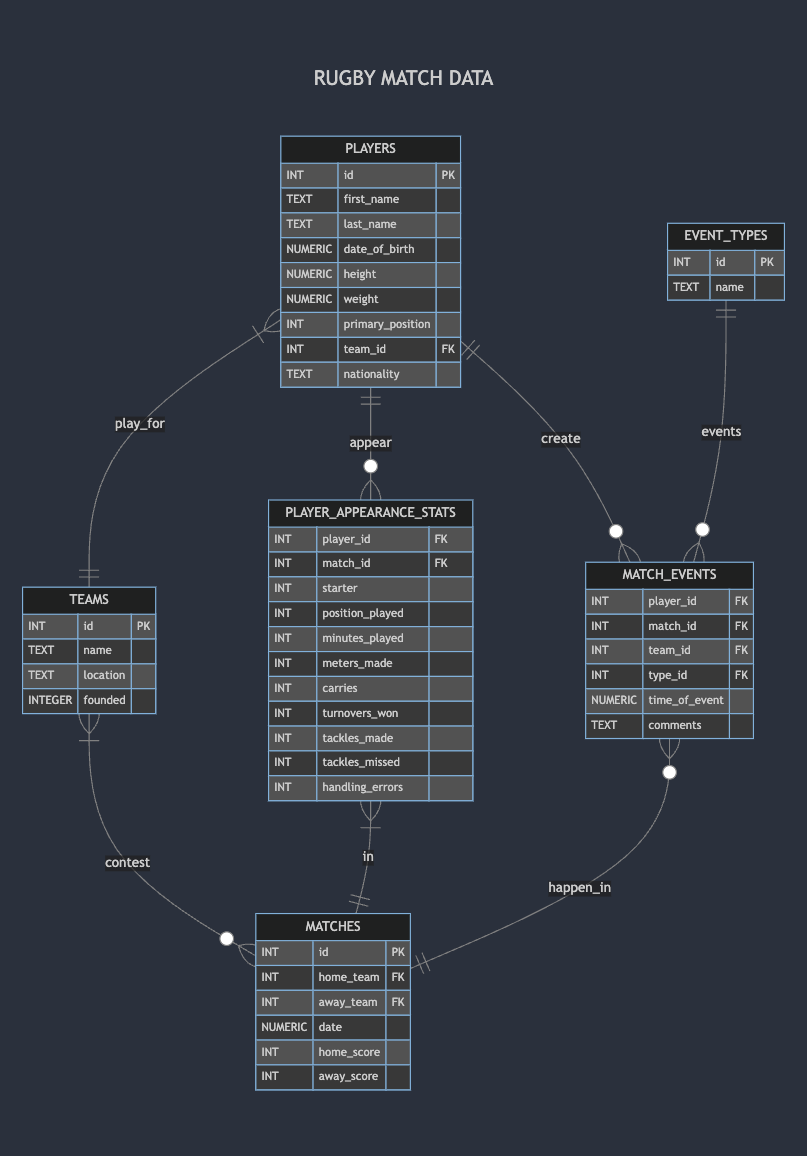 RUGBY MATCH DATA
PLAYERS
INT id PK
TEXT first_name
TEXT last_name
NUMERIC date_of_birth
NUMERIC height
NUMERIC weight
INT primary_position
INT team_id FK
TEXT nationality
EVENT_TYPES
INT id PK
TEXT name
play_for
appear
create
events
PLAYER_APPEARANCE_STATS
INT player_id FK
INT match_id FK
INT starter
INT position_played
INT minutes_played
INT meters_made
INT carries
INT turnovers_won
INT tackles_made
INT tackles_missed
INT handling_errors
MATCH_EVENTS
INT player_id FK
INT match_id FK
INT team_id FK
INT type_id FK
NUMERIC time_of_event
TEXT comments
TEAMS
INT id PK
TEXT name
TEXT location
INTEGER founded
contest
in
happen_in
MATCHES
INT id PK
INT home_team FK
INT away_team FK
NUMERIC date
INT home_score
INT away_score